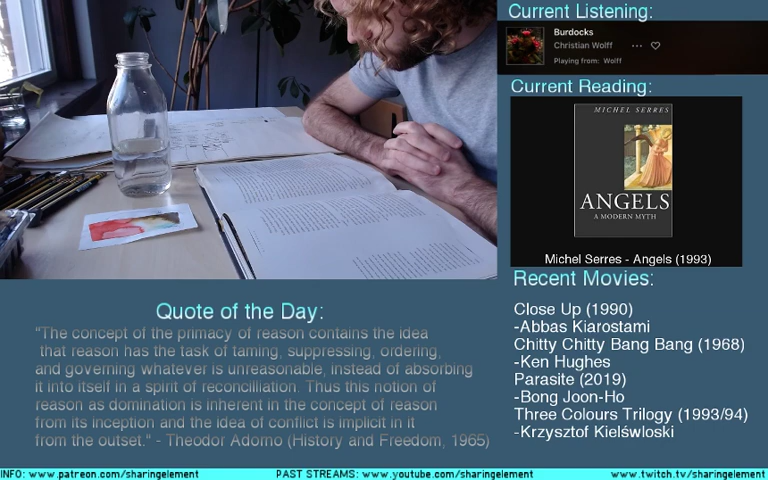 Current Listening:
Burdocks
Christian Wolff
Playing from: Wolff
Current Reading:
MICHEL SERRES
ANGELS
A MODERN MYTH
Michel Serres - Angels (1993)
Recent Movies:
Close Up (1990)
-Abbas Kiarostami
Chitty Chitty Bang Bang (1968)
-Ken Hughes
Parasite (2019)
-Bong Joon-Ho
Three Colours Trilogy (1993/94)
-Krzysztof Kielśwloski
Quote of the Day:
"The concept of the primacy of reason contains the idea
that reason has the task of taming, suppressing, ordering,
and governing whatever is unreasonable, instead of absorbing
it into itself in a spirit of reconcilliation. Thus this notion of
reason as domination is inherent in the concept of reason
from its inception and the idea of conflict is implicit in it
from the outset." - Theodor Adorno (History and Freedom, 1965)
INFO: www.patreon.com/sharingelement
PAST STREAMS: www.youtube.com/sharingelement
www.twitch.tv/sharingelement